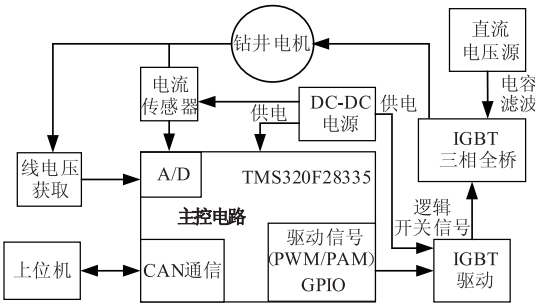 钻井电机
直流
电压源
电流
传感器
供电
DC-DC
电源
供电
电容
滤波
IGBT
三相全桥
线电压
获取
A/D
TMS320F28335
主控电路
逻辑
开关信号
上位机
CAN通信
驱动信号
(PWM/PAM)
GPIO
IGBT
驱动